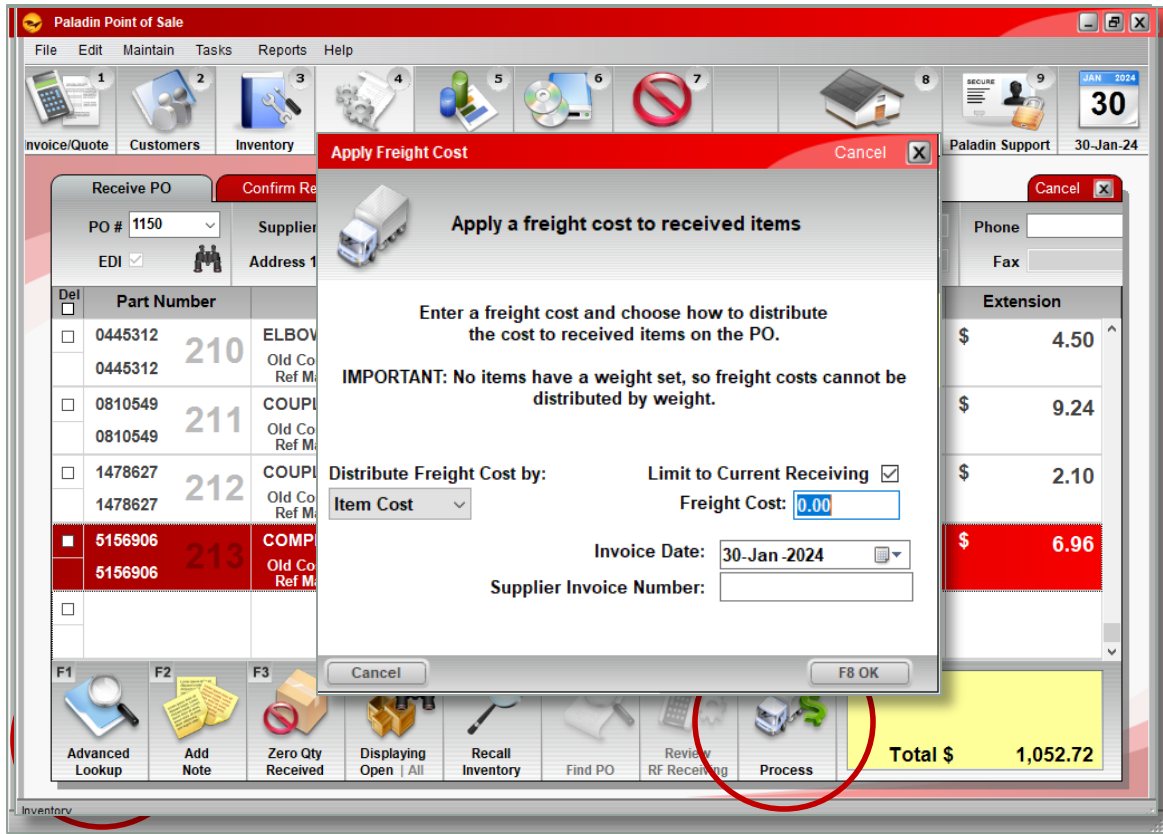 Paladin Point of Sale
File Edit Maintain Tasks Reports Help
1 2 3 4 5 6 7 8 9
SECURE
JAN 2024
30
Invoice/Quote Customers Inventory Paladin Support 30-Jan-24
Apply Freight Cost Cancel X
Receive PO Confirm Re Cancel X
PO # 1150 Supplier Phone
EDI Address 1 Fax
Apply a freight cost to received items
Del Part Number Extension
Enter a freight cost and choose how to distribute
the cost to received items on the PO.
IMPORTANT: No items have a weight set, so freight costs cannot be
distributed by weight.
0445312 210 ELBOW $ 4.50
0445312 Old Co
Ref Ma
0810549 211 COUPL $ 9.24
0810549 Old Co
Ref Ma
1478627 212 COUPL $ 2.10
1478627 Old Co
Ref Ma
5156906 213 COMP $ 6.96
5156906 Old Co
Ref Ma
Distribute Freight Cost by: Limit to Current Receiving
Item Cost Freight Cost: 0.00
Invoice Date: 30-Jan-2024
Supplier Invoice Number:
Cancel F8 OK
F1 F2 F3
Advanced
Lookup
Add
Note
Zero Qty
Received
Displaying
Open | All
Recall
Inventory
Find PO
Review
RF Receiving
Process
Total $ 1,052.72
Inventory